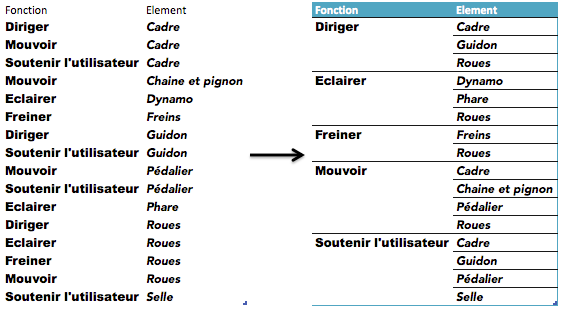 Fonction Element
Diriger Cadre
Mouvoir Cadre
Soutenir l'utilisateur Cadre
Mouvoir Chaine et pignon
Eclairer Dynamo
Freiner Freins
Diriger Guidon
Soutenir l'utilisateur Guidon
Mouvoir Pédalier
Soutenir l'utilisateur Pédalier
Eclairer Phare
Diriger Roues
Eclairer Roues
Freiner Roues
Mouvoir Roues
Soutenir l'utilisateur Selle
Fonction Element
Diriger Cadre
Guidon
Roues
Eclairer Dynamo
Phare
Roues
Freiner Freins
Roues
Mouvoir Cadre
Chaine et pignon
Pédalier
Roues
Soutenir l'utilisateur Cadre
Guidon
Pédalier
Selle